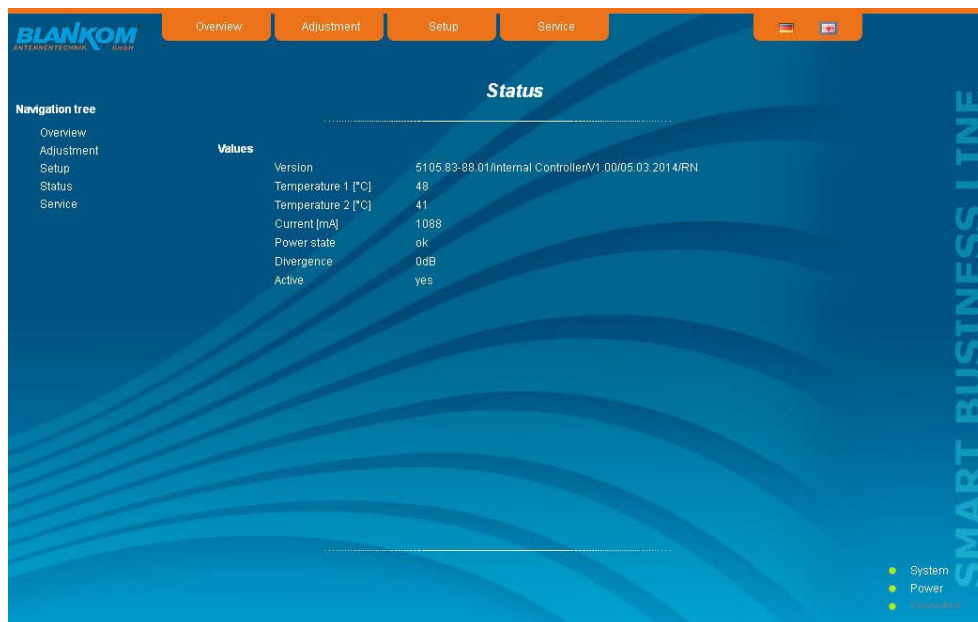 BLANKOM
ANTENNENTECHNIK GmbH
Overview Adjustment Setup Service
Status
Navigation tree
Overview
Adjustment
Setup
Status
Service
Values
Version 5105.83-88.01/internal Controller/V1.00/05.03.2014/RN
Temperature 1 [°C] 48
Temperature 2 [°C] 41
Current [mA] 1088
Power state ok
Divergence 0dB
Active yes
SMART BUSINESS LINE
System
Power
Connection